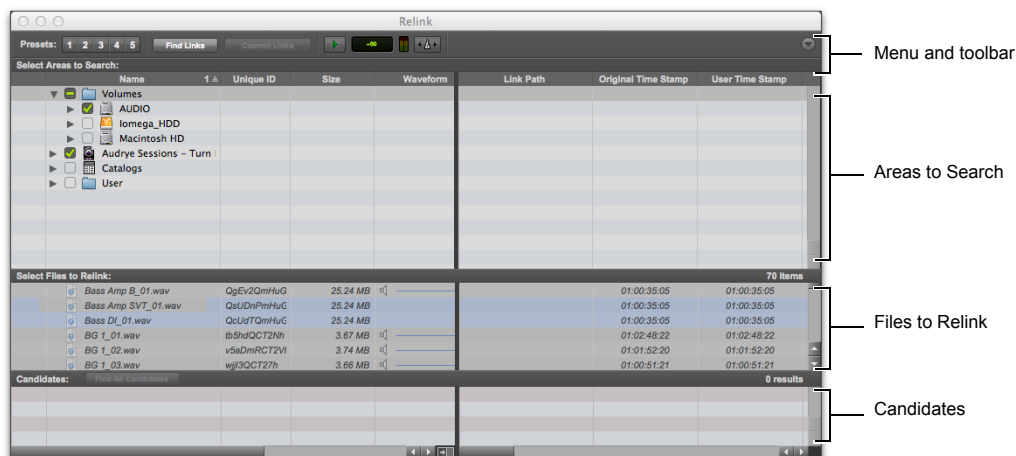 Relink
Presets: 1 2 3 4 5 Find Links Commit Links -∞
Menu and toolbar
Select Areas to Search:
Name 1 Unique ID Size Waveform Link Path Original Time Stamp User Time Stamp
Volumes
AUDIO
Iomega_HDD
Macintosh HD
Audrye Sessions – Turn
Catalogs
User
Areas to Search
Select Files to Relink: 70 items
Bass Amp B_01.wav QgEv2QmHuG 25.24 MB 01:00:35:05 01:00:35:05
Bass Amp SVT_01.wav QsUDnPmHuG 25.24 MB 01:00:35:05 01:00:35:05
Bass DI_01.wav QcUdTQmHuG 25.24 MB 01:00:35:05 01:00:35:05
BG 1_01.wav tb5hdQCT2Nh 3.67 MB 01:02:48:22 01:02:48:22
BG 1_02.wav v5aDmRCT2VI 3.74 MB 01:01:52:20 01:01:52:20
BG 1_03.wav 3.66 MB 01:00:51:21 01:00:51:21
Files to Relink
Candidates: Find All Candidates 0 results
Candidates